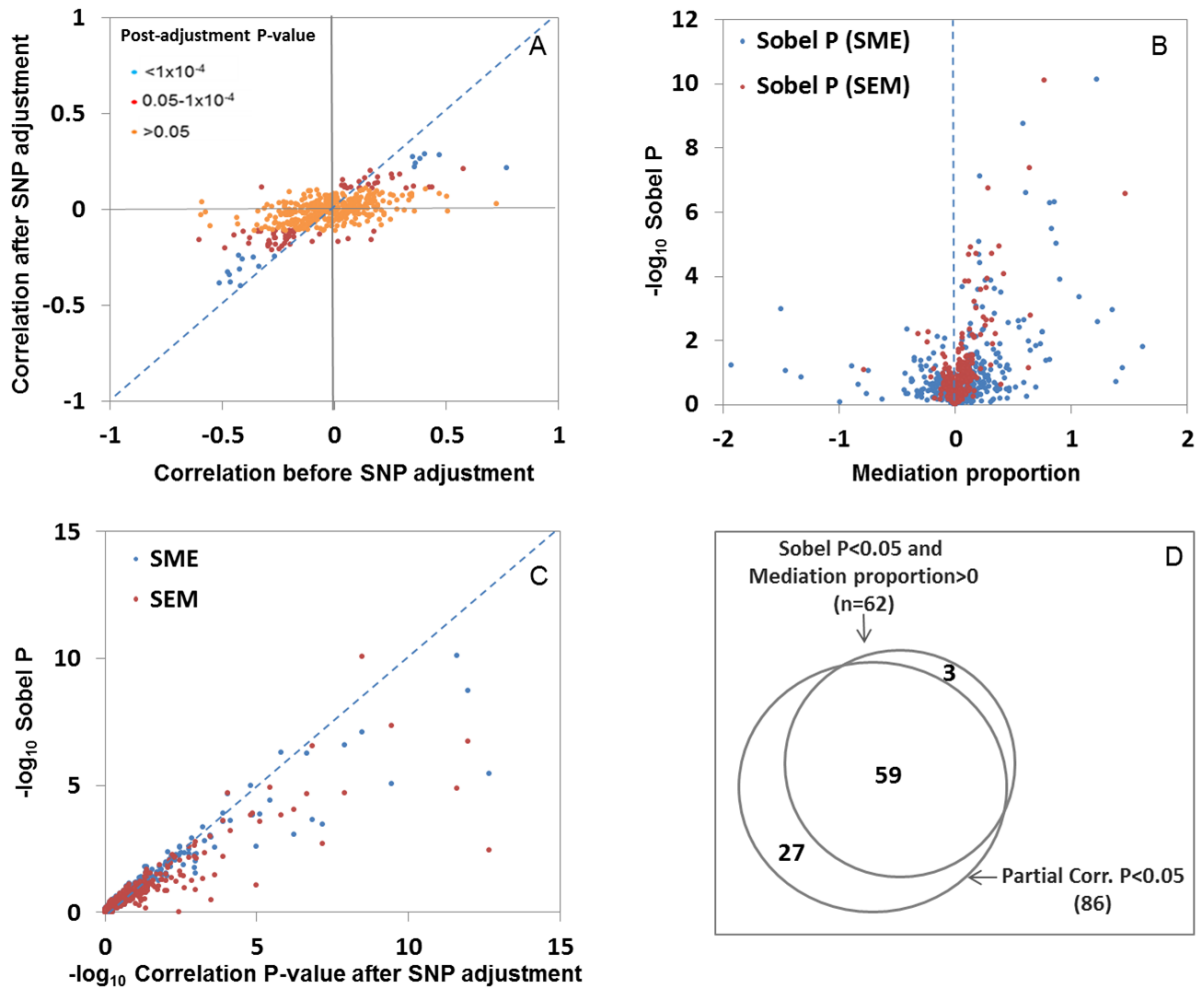 A
Post-adjustment P-value
<1x10-4
0.05-1x10-4
>0.05
1
0.5
0
-0.5
-1
-1 -0.5 0 0.5 1
Correlation after SNP adjustment
Correlation before SNP adjustment
B
Sobel P (SME)
Sobel P (SEM)
12
10
8
6
4
2
0
-2 -1 0 1 2
-log10 Sobel P
Mediation proportion
C
SME
SEM
15
10
5
0
0 5 10 15
-log10 Sobel P
-log10 Correlation P-value after SNP adjustment
D
Sobel P<0.05 and
Mediation proportion>0
(n=62)
3
59
27
Partial Corr. P<0.05
(86)